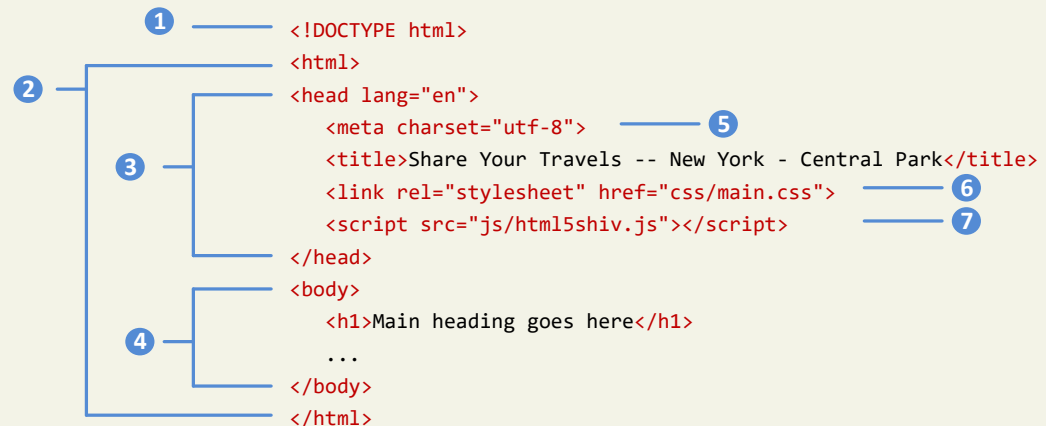 1 <!DOCTYPE html>
<html>
2 <head lang="en">
<meta charset="utf-8"> 5
3 <title>Share Your Travels -- New York - Central Park</title>
<link rel="stylesheet" href="css/main.css"> 6
<script src="js/html5shiv.js"></script> 7
</head>
<body>
<h1>Main heading goes here</h1>
4 ...
</body>
</html>